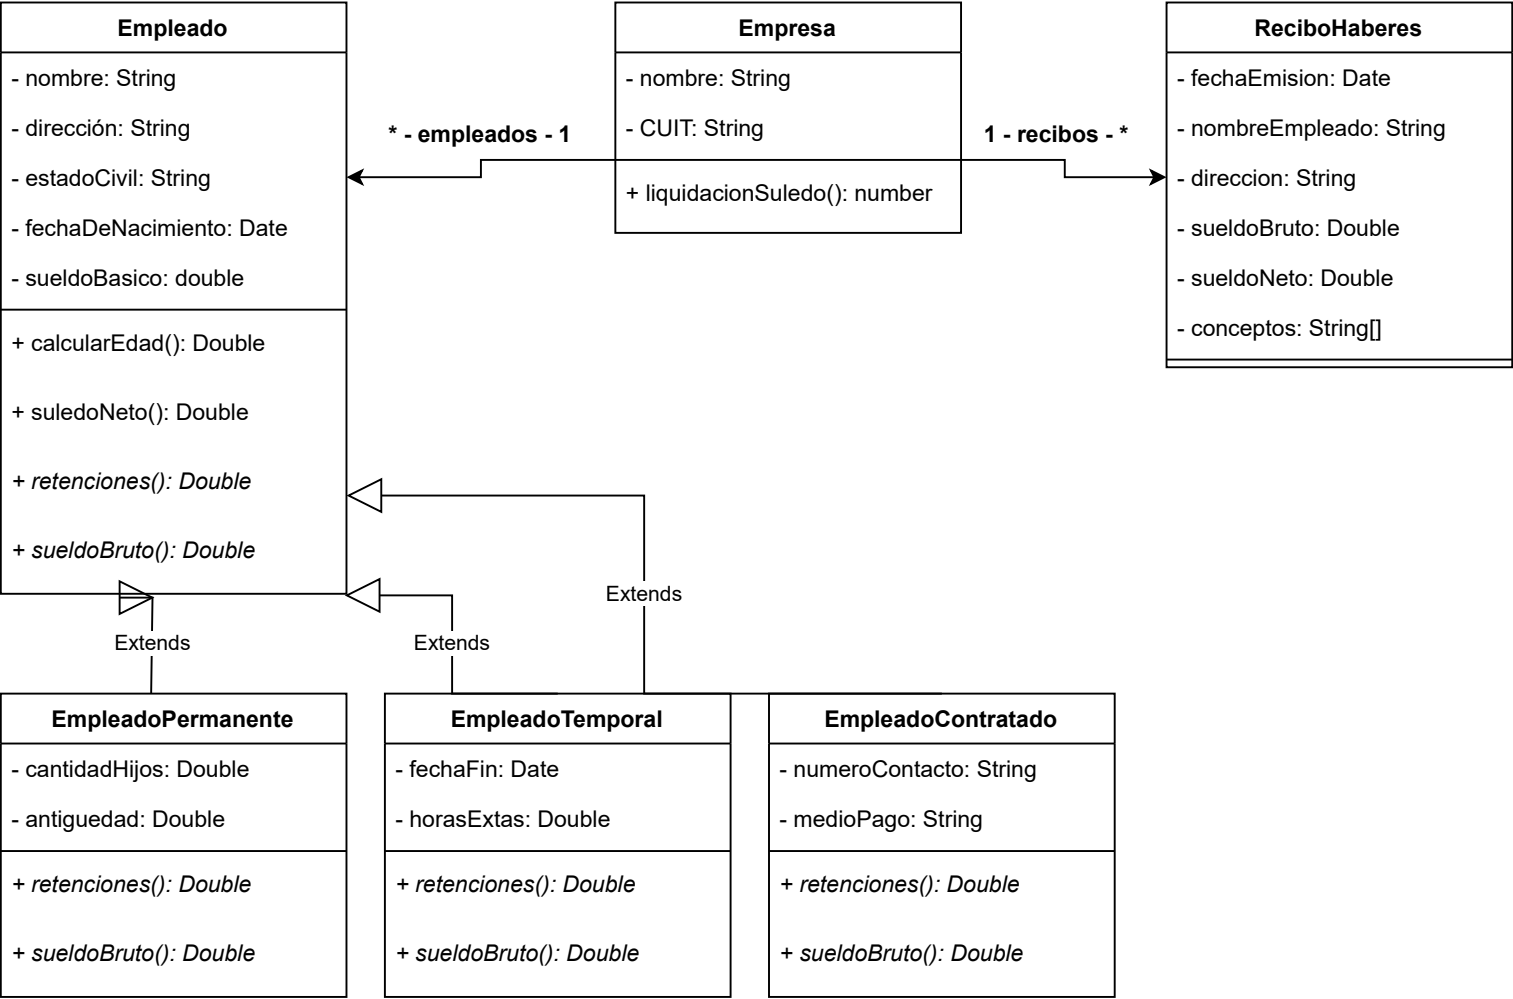 Empleado
- nombre: String
- dirección: String
- estadoCivil: String
- fechaDeNacimiento: Date
- sueldoBasico: double
+ calcularEdad(): Double
+ suledoNeto(): Double
+ retenciones(): Double
+ sueldoBruto(): Double
* - empleados - 1
Empresa
- nombre: String
- CUIT: String
+ liquidacionSuledo(): number
1 - recibos - *
ReciboHaberes
- fechaEmision: Date
- nombreEmpleado: String
- direccion: String
- sueldoBruto: Double
- sueldoNeto: Double
- conceptos: String[]
Extends
Extends
Extends
EmpleadoPermanente
- cantidadHijos: Double
- antiguedad: Double
+ retenciones(): Double
+ sueldoBruto(): Double
EmpleadoTemporal
- fechaFin: Date
- horasExtas: Double
+ retenciones(): Double
+ sueldoBruto(): Double
EmpleadoContratado
- numeroContacto: String
- medioPago: String
+ retenciones(): Double
+ sueldoBruto(): Double